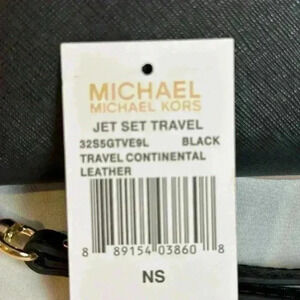 MICHAEL
MICHAEL KORS
JET SET TRAVEL
32S5GTVE9L BLACK
TRAVEL CONTINENTAL
LEATHER
8 89154 03860 8
NS